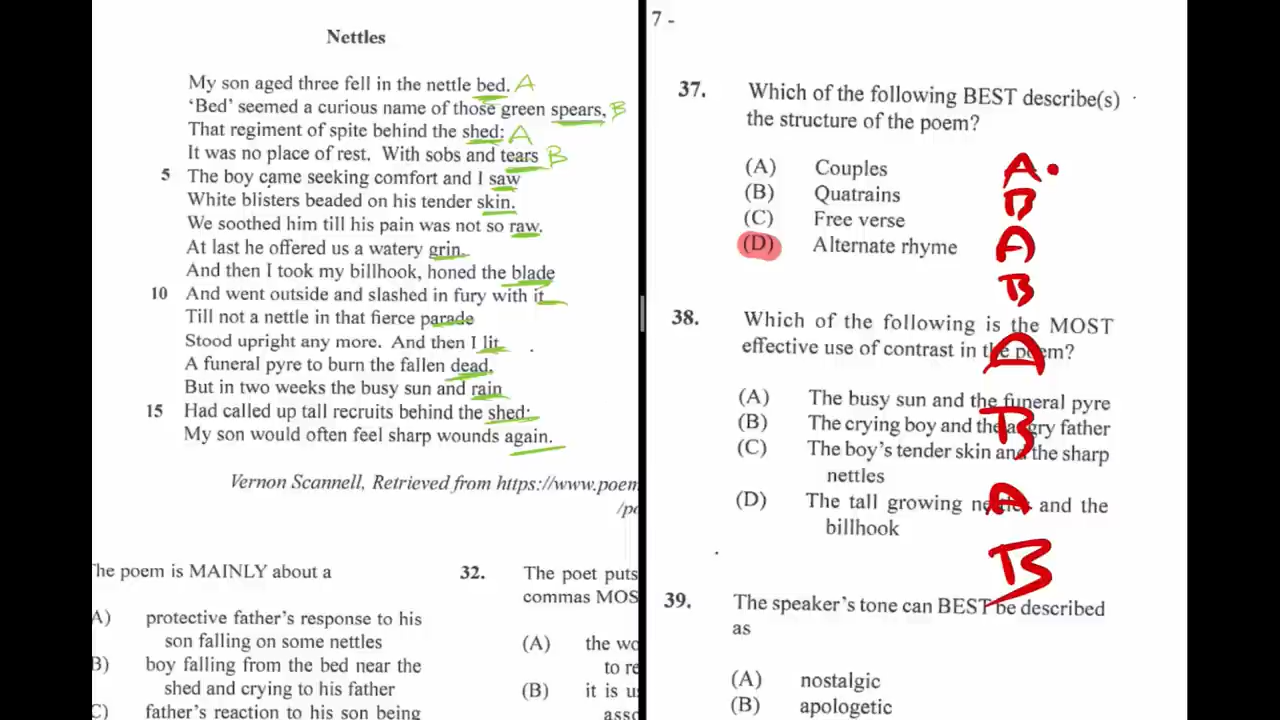 Nettles
My son aged three fell in the nettle bed. A
'Bed' seemed a curious name of those green spears, B
That regiment of spite behind the shed: A
It was no place of rest. With sobs and tears B
5 The boy came seeking comfort and I saw
White blisters beaded on his tender skin.
We soothed him till his pain was not so raw.
At last he offered us a watery grin.
And then I took my billhook, honed the blade
10 And went outside and slashed in fury with it
Till not a nettle in that fierce parade
Stood upright any more. And then I lit
A funeral pyre to burn the fallen dead,
But in two weeks the busy sun and rain
15 Had called up tall recruits behind the shed:
My son would often feel sharp wounds again.
Vernon Scannell, Retrieved from https://www.poem
/po
The poem is MAINLY about a
A) protective father's response to his
son falling on some nettles
B) boy falling from the bed near the
shed and crying to his father
C) father's reaction to his son being
32. The poet puts
commas MOS
(A) the wo
to re
(B) it is u
asso
7 -
37. Which of the following BEST describe(s)
the structure of the poem?
(A) Couples
(B) Quatrains
(C) Free verse
(D) Alternate rhyme
A
B
A
B
A
B
A
B
38. Which of the following is the MOST
effective use of contrast in the poem?
(A) The busy sun and the funeral pyre
(B) The crying boy and the angry father
(C) The boy's tender skin and the sharp
nettles
(D) The tall growing nettles and the
billhook
39. The speaker's tone can BEST be described
as
(A) nostalgic
(B) apologetic